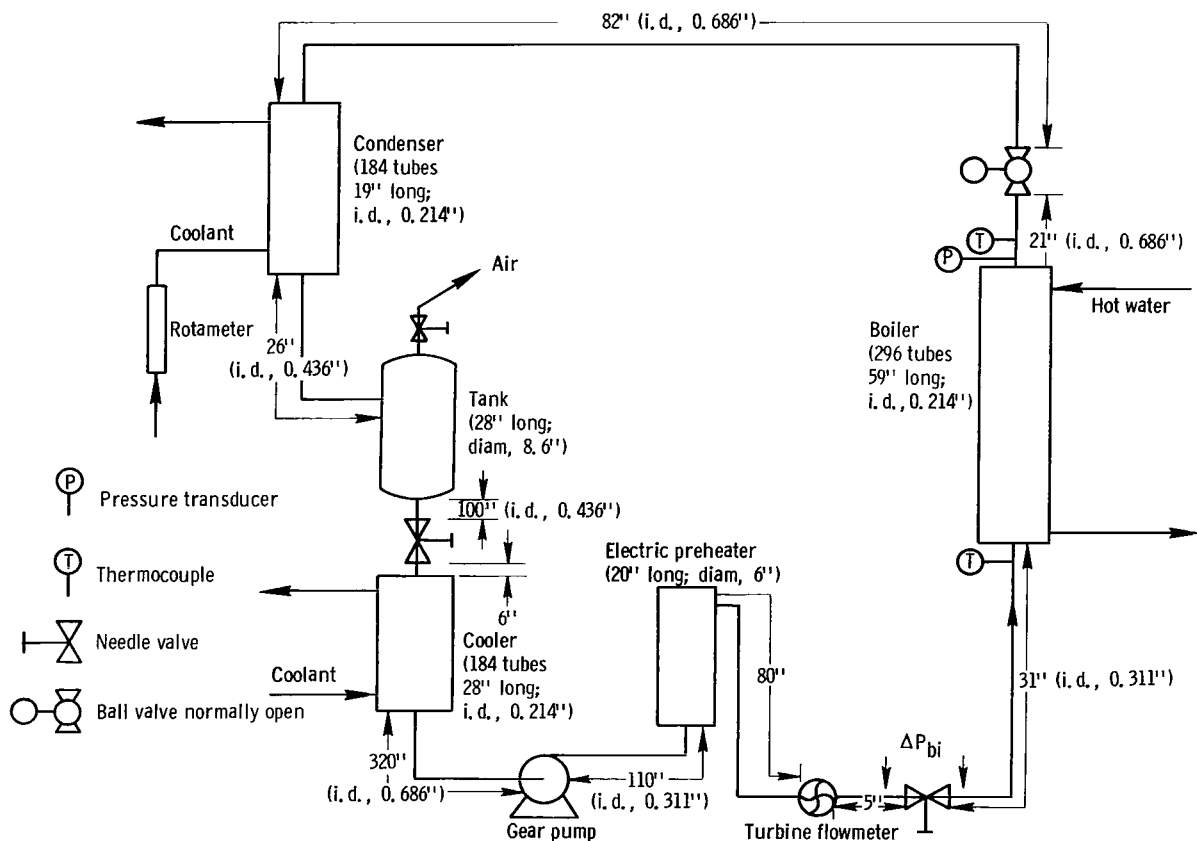 82'' (i.d., 0.686'')
Condenser
(184 tubes
19'' long;
i.d., 0.214'')
Coolant
Rotameter
26''
(i.d., 0.436'')
Air
Tank
(28'' long;
diam, 8.6'')
T
P
21'' (i.d., 0.686'')
Hot water
Boiler
(296 tubes
59'' long;
i.d., 0.214'')
P
Pressure transducer
T
Thermocouple
Needle valve
Ball valve normally open
100'' (i.d., 0.436'')
6''
Cooler
(184 tubes
28'' long;
i.d., 0.214'')
Coolant
320''
(i.d., 0.686'')
Electric preheater
(20'' long; diam, 6'')
80''
110''
(i.d., 0.311'')
Gear pump
Turbine flowmeter
5''
ΔPbi
T
31'' (i.d., 0.311'')